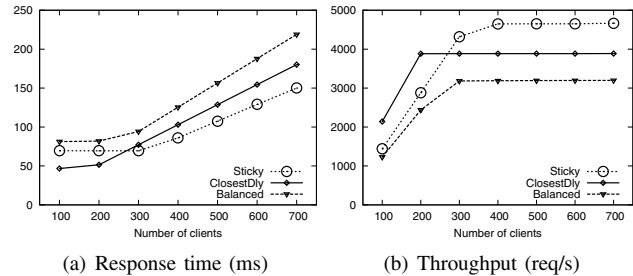 250
200
150
100
50
0
Sticky
ClosestDly
Balanced
100 200 300 400 500 600 700
Number of clients
(a) Response time (ms)
5000
4000
3000
2000
1000
0
Sticky
ClosestDly
Balanced
100 200 300 400 500 600 700
Number of clients
(b) Throughput (req/s)